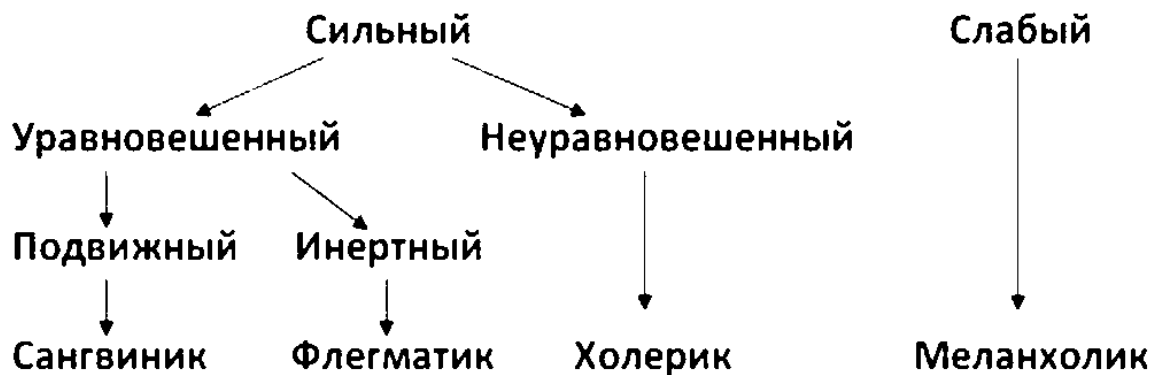 Сильный Слабый
Уравновешенный Неуравновешенный
Подвижный Инертный
Сангвиник Флегматик Холерик Меланхолик